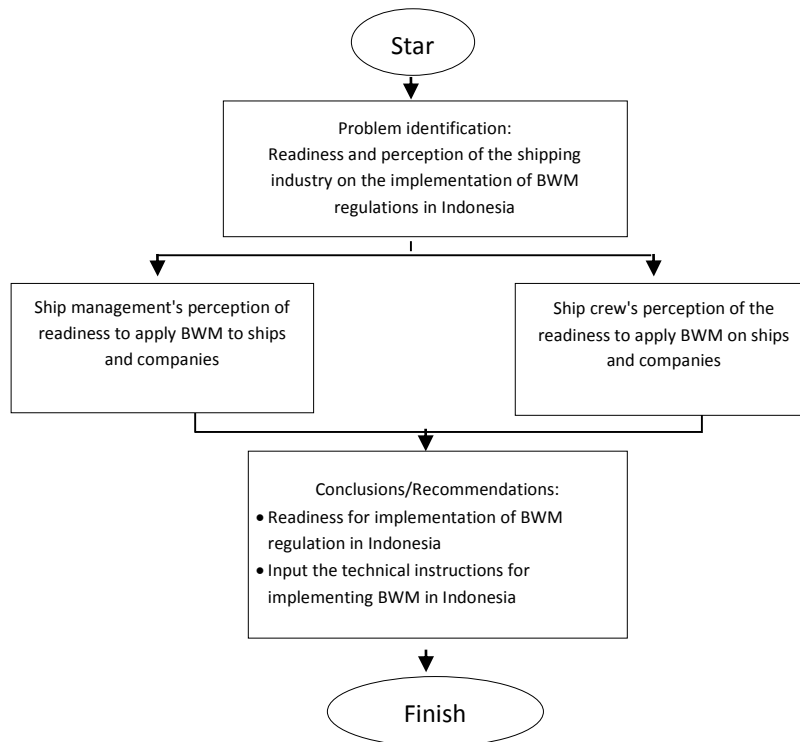 Star
Problem identification:
Readiness and perception of the shipping
industry on the implementation of BWM
regulations in Indonesia
Ship management's perception of
readiness to apply BWM to ships
and companies
Ship crew's perception of the
readiness to apply BWM on ships
and companies
Conclusions/Recommendations:
• Readiness for implementation of BWM
regulation in Indonesia
• Input the technical instructions for
implementing BWM in Indonesia
Finish